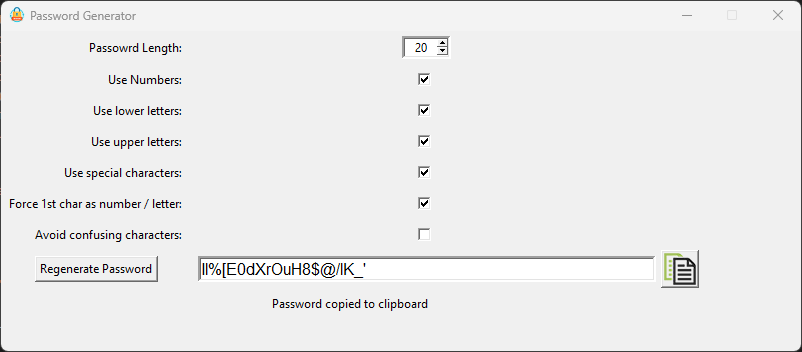 Password Generator
Passowrd Length:
20
Use Numbers:
Use lower letters:
Use upper letters:
Use special characters:
Force 1st char as number / letter:
Avoid confusing characters:
Regenerate Password
ll%[E0dXrOuH8$@/lK_'
Password copied to clipboard